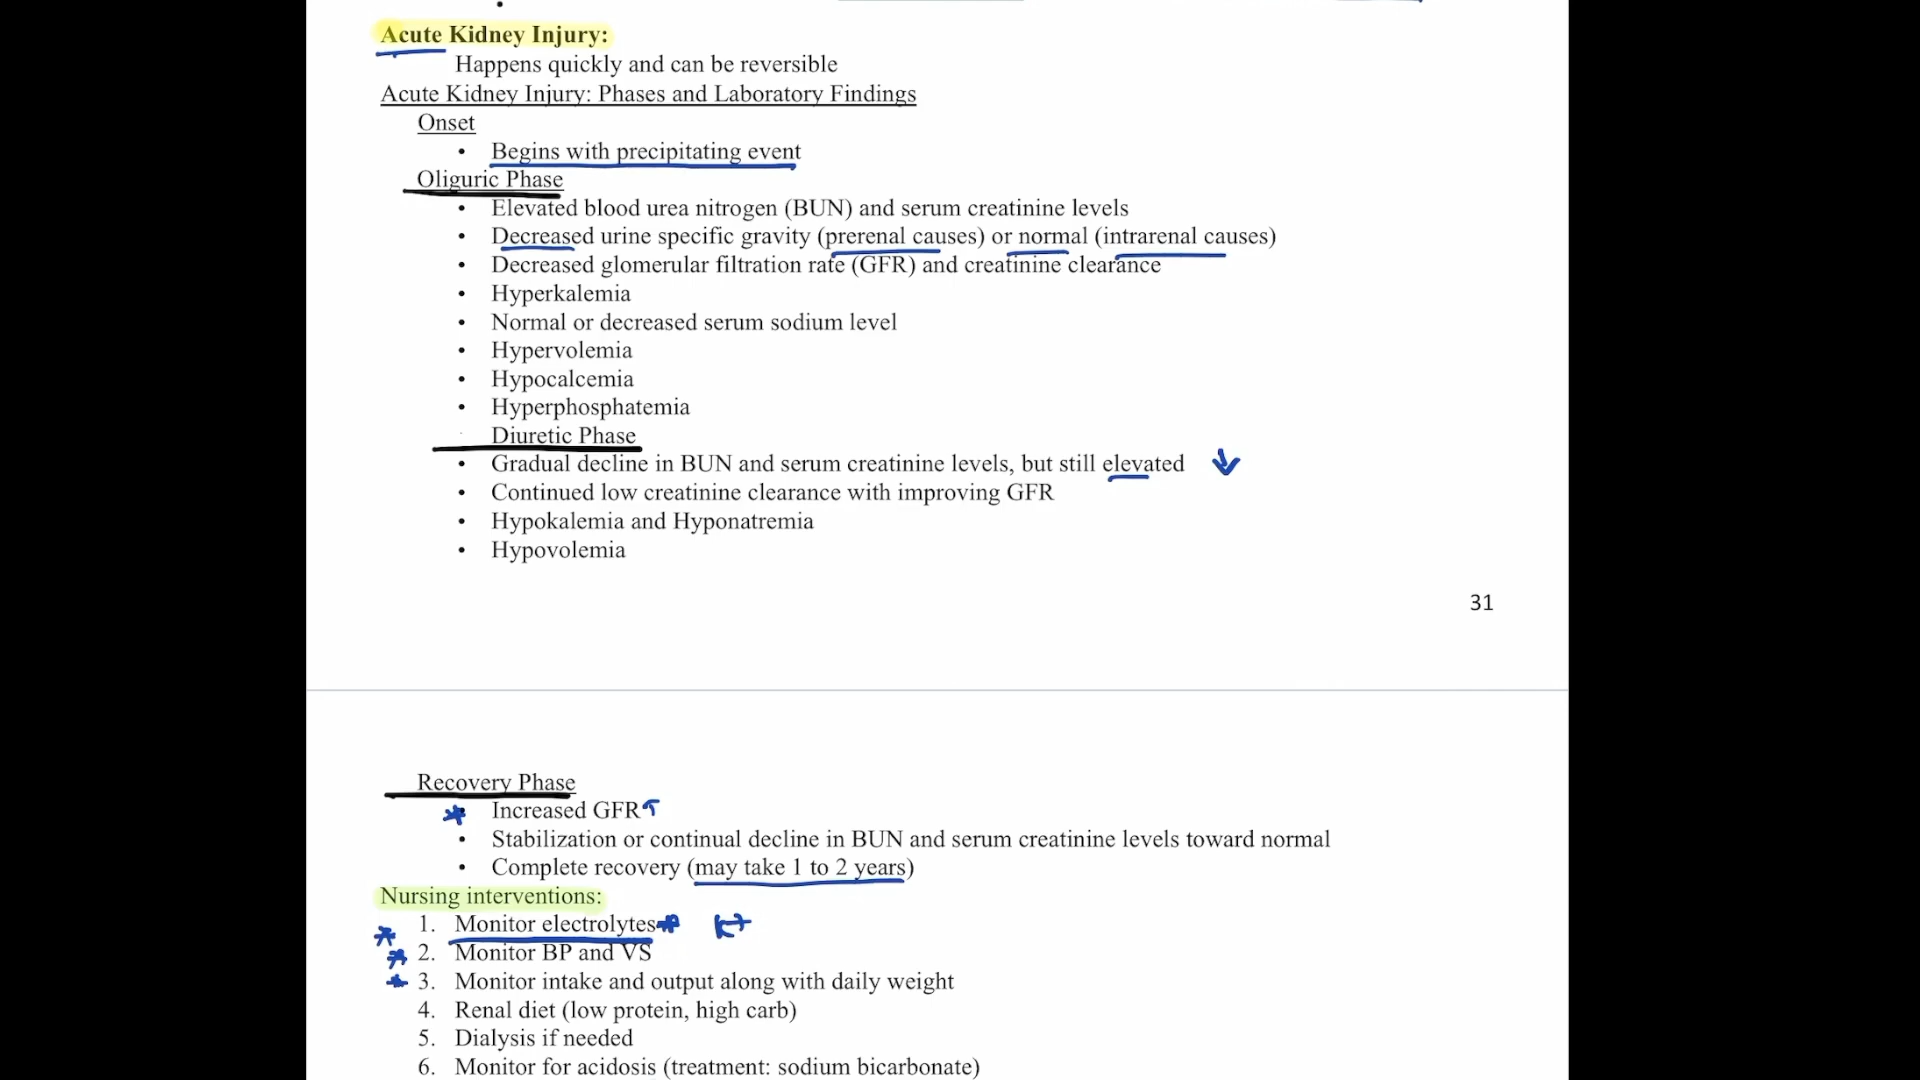 Acute Kidney Injury:
Happens quickly and can be reversible
Acute Kidney Injury: Phases and Laboratory Findings
Onset
• Begins with precipitating event
Oliguric Phase
• Elevated blood urea nitrogen (BUN) and serum creatinine levels
• Decreased urine specific gravity (prerenal causes) or normal (intrarenal causes)
• Decreased glomerular filtration rate (GFR) and creatinine clearance
• Hyperkalemia
• Normal or decreased serum sodium level
• Hypervolemia
• Hypocalcemia
• Hyperphosphatemia
Diuretic Phase
• Gradual decline in BUN and serum creatinine levels, but still elevated ↓
• Continued low creatinine clearance with improving GFR
• Hypokalemia and Hyponatremia
• Hypovolemia
31
Recovery Phase
* Increased GFR ↑
• Stabilization or continual decline in BUN and serum creatinine levels toward normal
• Complete recovery (may take 1 to 2 years)
Nursing interventions:
* 1. Monitor electrolytes * K+
* 2. Monitor BP and VS
* 3. Monitor intake and output along with daily weight
4. Renal diet (low protein, high carb)
5. Dialysis if needed
6. Monitor for acidosis (treatment: sodium bicarbonate)